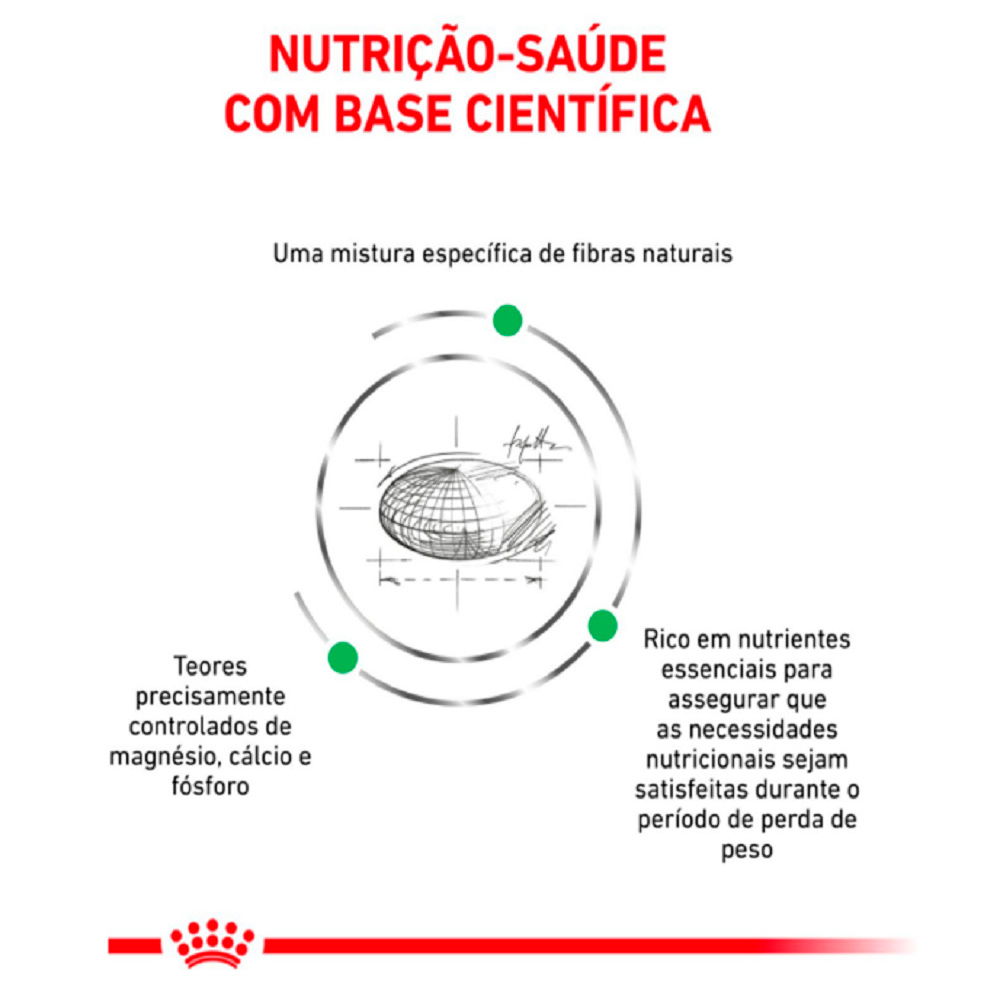 NUTRIÇÃO-SAÚDE
COM BASE CIENTÍFICA
Uma mistura específica de fibras naturais
Teores
precisamente
controlados de
magnésio, cálcio e
fósforo
Rico em nutrientes
essenciais para
assegurar que
as necessidades
nutricionais sejam
satisfeitas durante o
período de perda de
peso